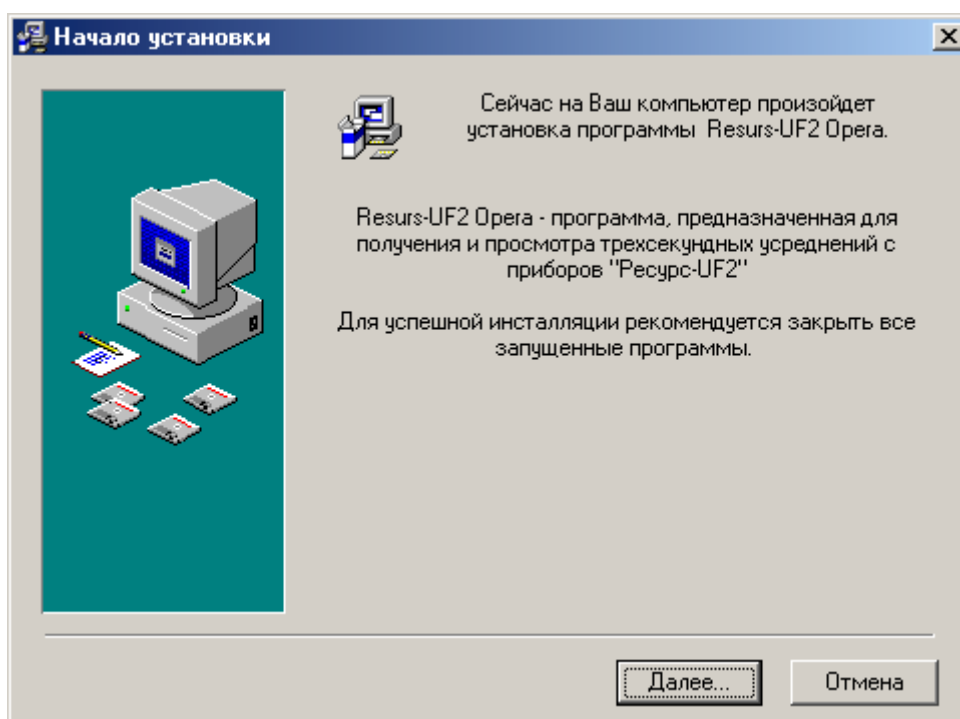 Начало установки
Сейчас на Ваш компьютер произойдет
установка программы Resurs-UF2 Opera.
Resurs-UF2 Opera - программа, предназначенная для
получения и просмотра трехсекундных усреднений с
приборов "Ресурс-UF2"
Для успешной инсталляции рекомендуется закрыть все
запущенные программы.
Далее...
Отмена